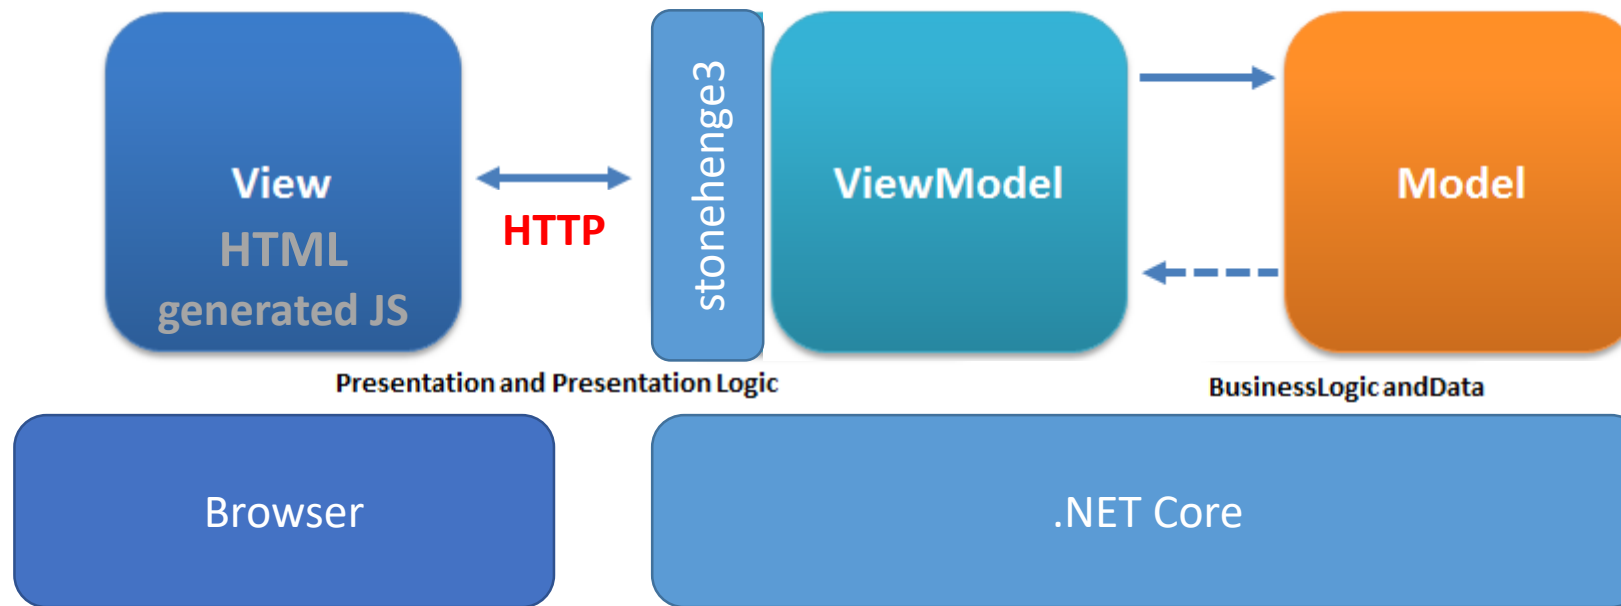 View
HTML
generated JS
HTTP
stonehenge3
ViewModel
Model
Presentation and Presentation Logic
BusinessLogic andData
Browser
.NET Core